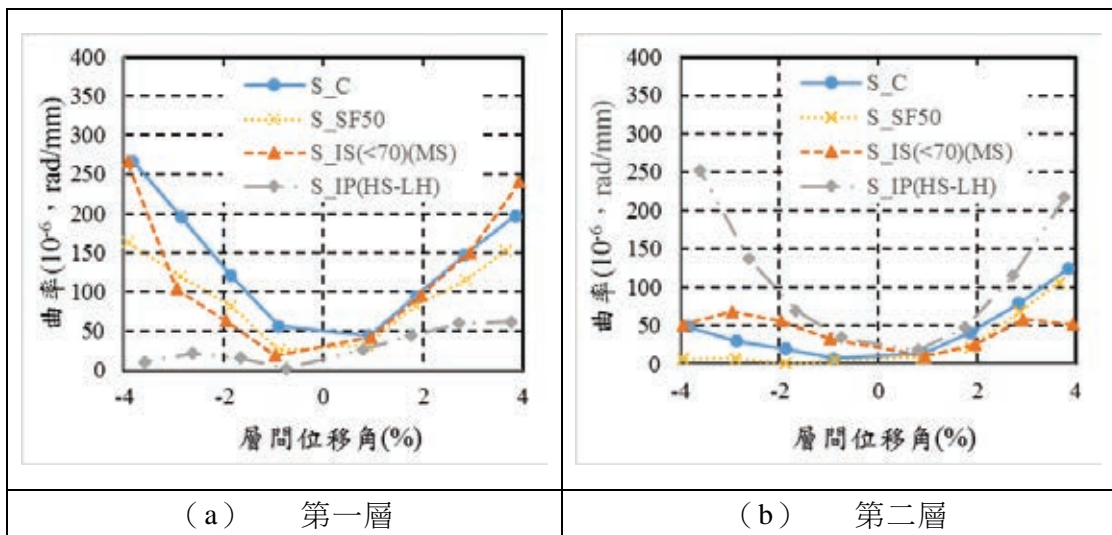 400
350
300
250
200
150
100
50
0
曲率(10-6，rad/mm)
S_C
S_SF50
S_IS(<70)(MS)
S_IP(HS-LH)
-4 -2 0 2 4
層間位移角(%)
（a） 第一層
400
350
300
250
200
150
100
50
0
曲率(10-6，rad/mm)
S_C
S_SF50
S_IS(<70)(MS)
S_IP(HS-LH)
-4 -2 0 2 4
層間位移角(%)
（b） 第二層